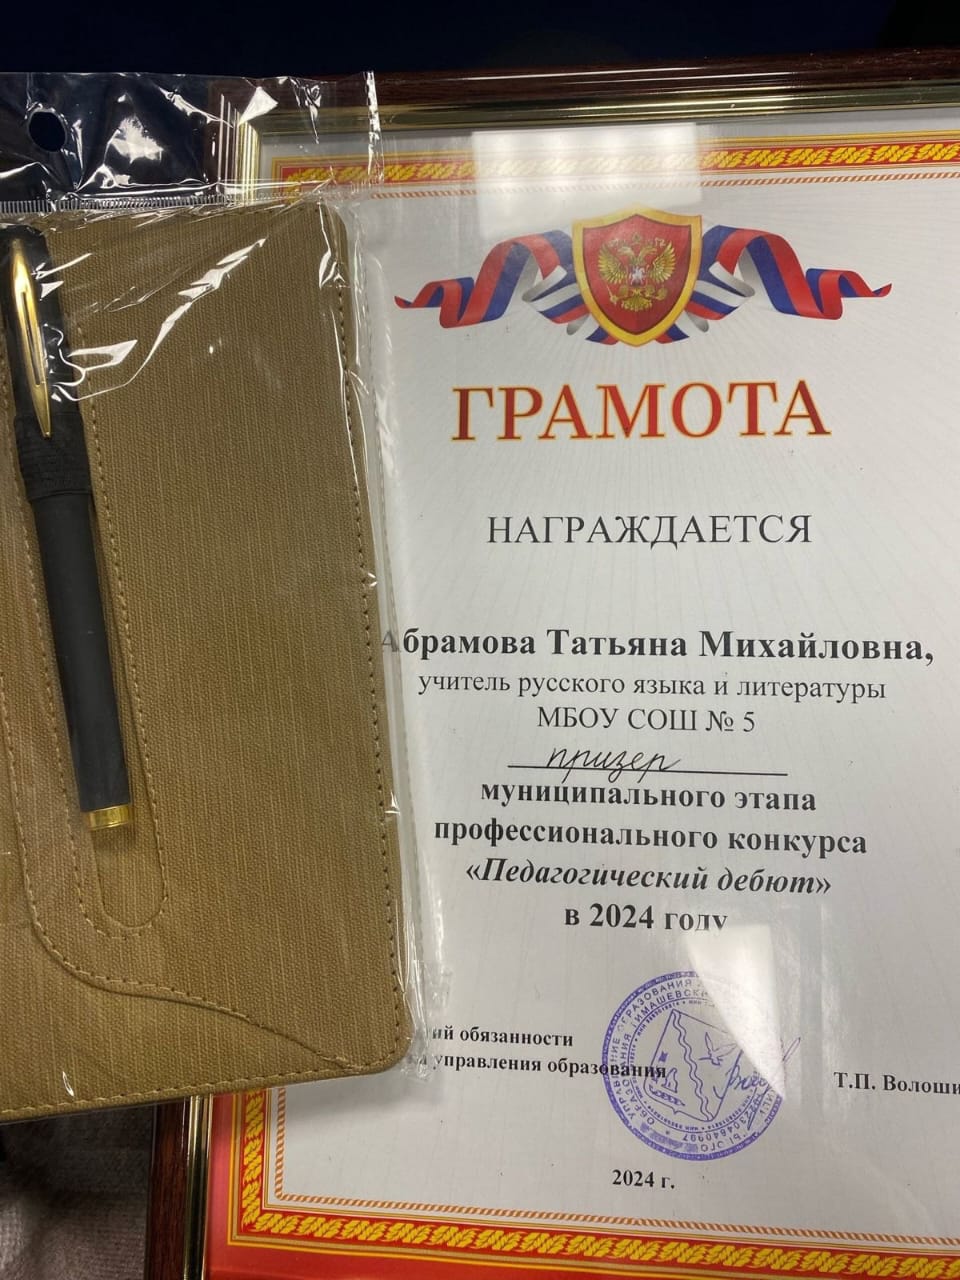 ГРАМОТА
НАГРАЖДАЕТСЯ
Абрамова Татьяна Михайловна,
учитель русского языка и литературы
МБОУ СОШ № 5
призер
муниципального этапа
профессионального конкурса
«Педагогический дебют»
в 2024 году
обязанности
управления образования
Т.П.
2024 г.